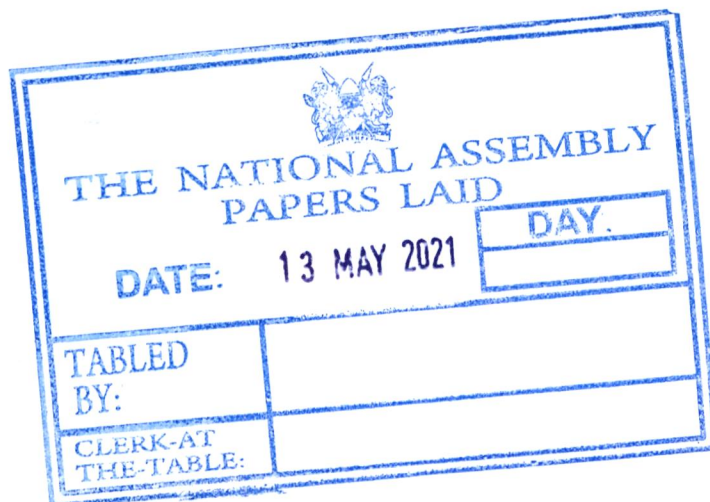 THE NATIONAL ASSEMBLY
PAPERS LAID
DATE: 13 MAY 2021
DAY.
TABLED
BY:
CLERK-AT
THE-TABLE: